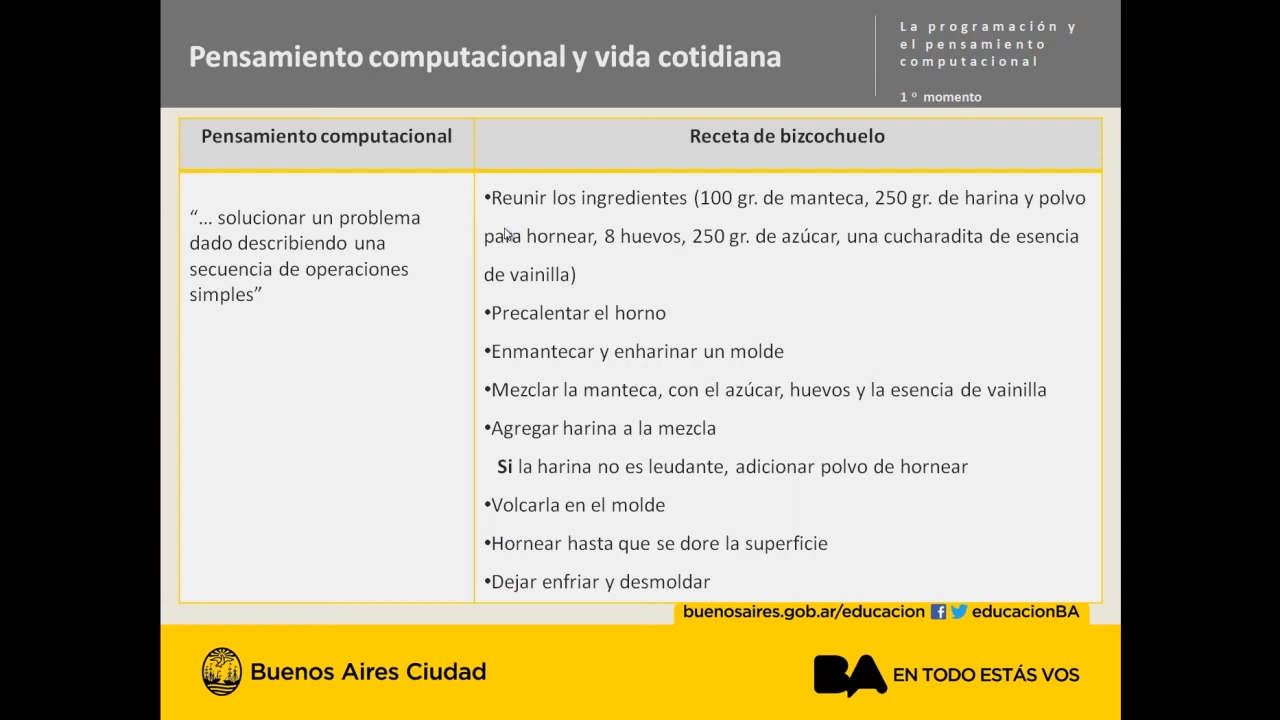 Pensamiento computacional y vida cotidiana
La programación y
el pensamiento
computacional
1º momento
Pensamiento computacional
Receta de bizcochuelo
“... solucionar un problema
dado describiendo una
secuencia de operaciones
simples”
•Reunir los ingredientes (100 gr. de manteca, 250 gr. de harina y polvo
para hornear, 8 huevos, 250 gr. de azúcar, una cucharadita de esencia
de vainilla)
•Precalentar el horno
•Enmantecar y enharinar un molde
•Mezclar la manteca, con el azúcar, huevos y la esencia de vainilla
•Agregar harina a la mezcla
Si la harina no es leudante, adicionar polvo de hornear
•Volcarla en el molde
•Hornear hasta que se dore la superficie
•Dejar enfriar y desmoldar
buenosaires.gob.ar/educacion educacionBA
Buenos Aires Ciudad
BA EN TODO ESTÁS VOS